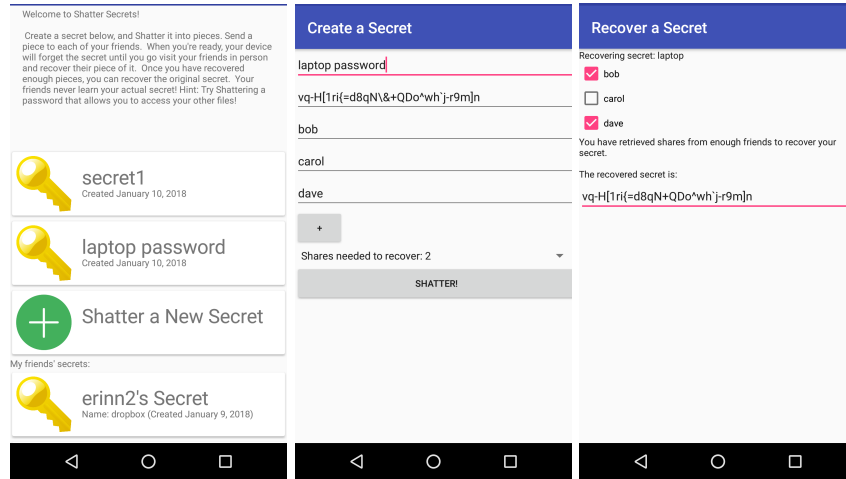 Welcome to Shatter Secrets!
Create a secret below, and Shatter it into pieces. Send a
piece to each of your friends.  When you're ready, your device
will forget the secret until you go visit your friends in person
and recover their piece of it.  Once you have recovered
enough pieces, you can recover the original secret.  Your
friends never learn your actual secret! Hint: Try Shattering a
password that allows you to access your other files!
secret1
Created January 10, 2018
laptop password
Created January 10, 2018
Shatter a New Secret
My friends' secrets:
erinn2's Secret
Name: dropbox (Created January 9, 2018)
Create a Secret
laptop password
vq-H[1ri{=d8qN\&+QDo^wh`j-r9m]n
bob
carol
dave
+
Shares needed to recover: 2
SHATTER!
Recover a Secret
Recovering secret: laptop
bob
carol
dave
You have retrieved shares from enough friends to recover your
secret.
The recovered secret is:
vq-H[1ri{=d8qN+QDo^wh`j-r9m]n